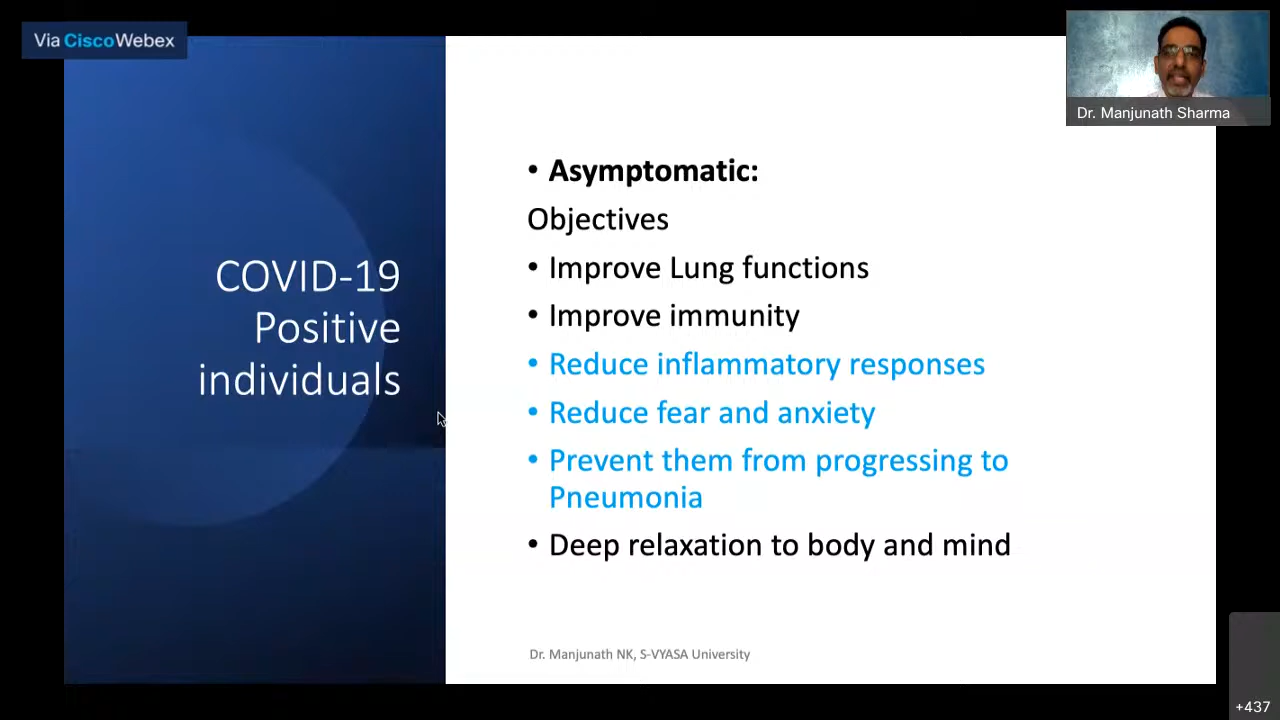 Via Cisco Webex
Dr. Manjunath Sharma
COVID-19
Positive
individuals
• Asymptomatic:
Objectives
• Improve Lung functions
• Improve immunity
• Reduce inflammatory responses
• Reduce fear and anxiety
• Prevent them from progressing to
Pneumonia
• Deep relaxation to body and mind
Dr. Manjunath NK, S-VYASA University
+437